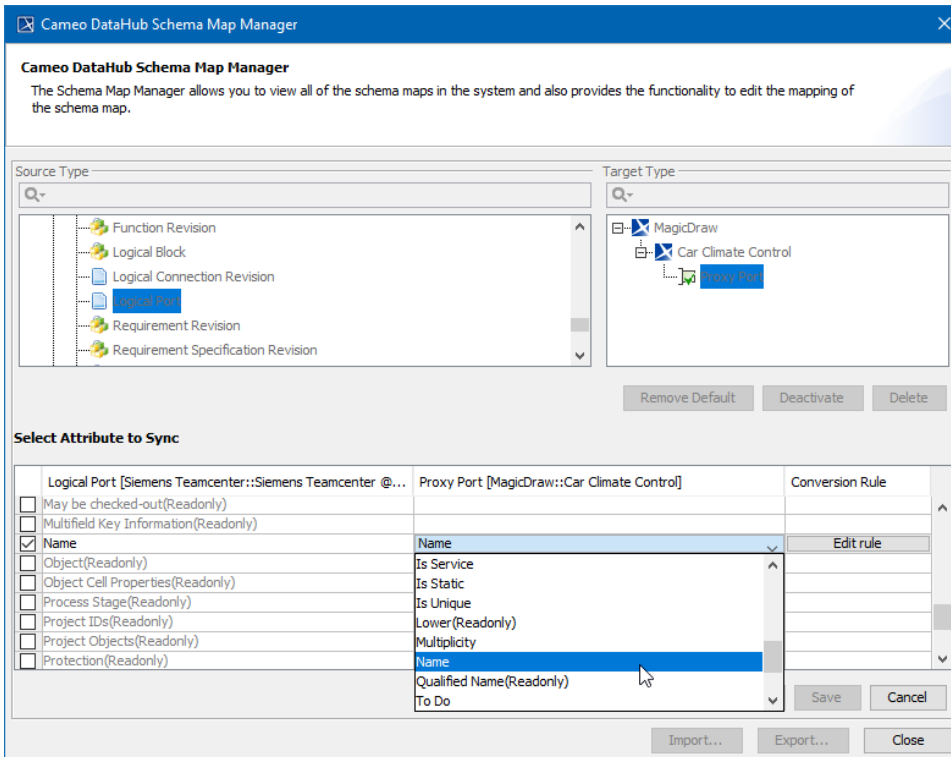 Cameo DataHub Schema Map Manager
Cameo DataHub Schema Map Manager
The Schema Map Manager allows you to view all of the schema maps in the system and also provides the functionality to edit the mapping of
the schema map.
Source Type
Target Type
Function Revision
Logical Block
Logical Connection Revision
Logical Port
Requirement Revision
Requirement Specification Revision
MagicDraw
Car Climate Control
Proxy Port
Remove Default
Deactivate
Delete
Select Attribute to Sync
Logical Port [Siemens Teamcenter::Siemens Teamcenter @...
Proxy Port [MagicDraw::Car Climate Control]
Conversion Rule
May be checked-out(Readonly)
Multifield Key Information(Readonly)
Name
Name
Edit rule
Object(Readonly)
Object Cell Properties(Readonly)
Process Stage(Readonly)
Project IDs(Readonly)
Project Objects(Readonly)
Protection(Readonly)
Is Service
Is Static
Is Unique
Lower(Readonly)
Multiplicity
Name
Qualified Name(Readonly)
To Do
Save
Cancel
Import...
Export...
Close